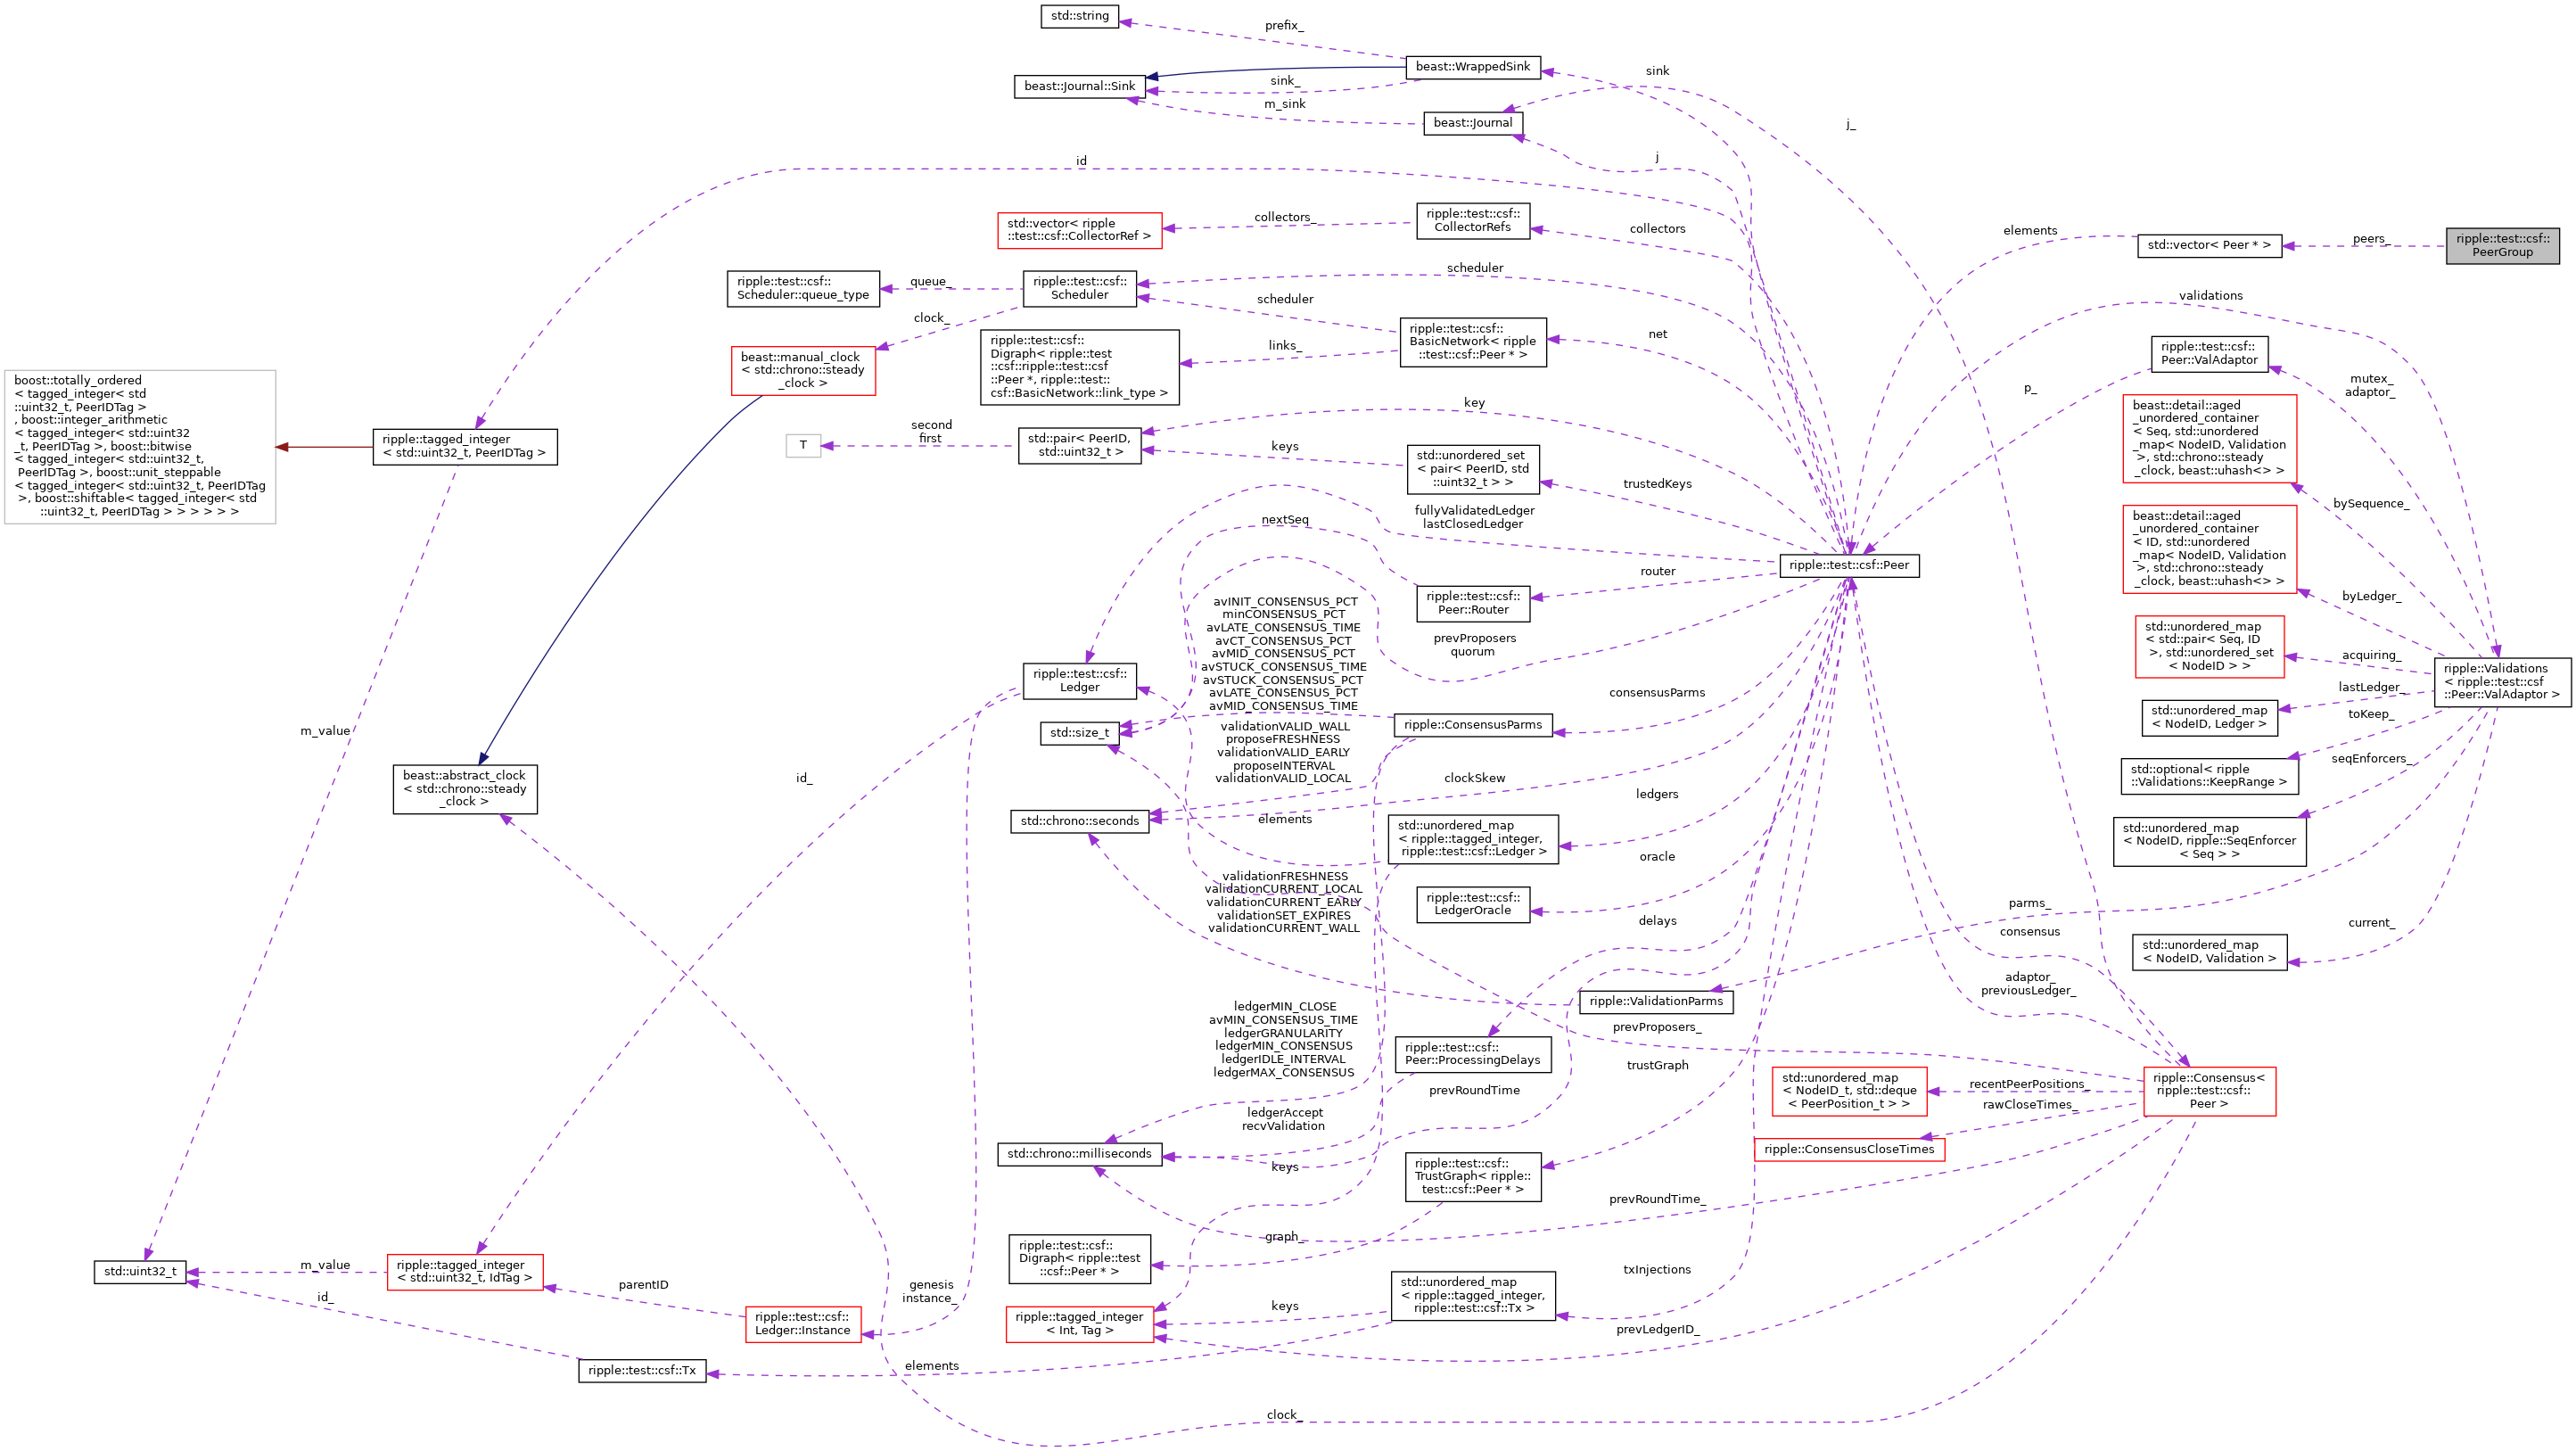 std::string
prefix_
beast::WrappedSink
sink
beast::Journal::Sink
sink_
m_sink
beast::Journal
j_
j
id
std::vector< ripple
::test::csf::CollectorRef >
collectors_
ripple::test::csf::
CollectorRefs
collectors
elements
std::vector< Peer * >
peers_
ripple::test::csf::
PeerGroup
ripple::test::csf::
Scheduler::queue_type
queue_
ripple::test::csf::
Scheduler
scheduler
clock_
scheduler
validations
beast::manual_clock
< std::chrono::steady
_clock >
ripple::test::csf::
Digraph< ripple::test
::csf::ripple::test::csf
::Peer *, ripple::test::
csf::BasicNetwork::link_type >
links_
ripple::test::csf::
BasicNetwork< ripple
::test::csf::Peer * >
net
ripple::test::csf::
Peer::ValAdaptor
p_
mutex_
adaptor_
boost::totally_ordered
< tagged_integer< std
::uint32_t, PeerIDTag >
, boost::integer_arithmetic
< tagged_integer< std::uint32
_t, PeerIDTag >, boost::bitwise
< tagged_integer< std::uint32_t,
PeerIDTag >, boost::unit_steppable
< tagged_integer< std::uint32_t, PeerIDTag
>, boost::shiftable< tagged_integer< std
::uint32_t, PeerIDTag > > > > > >
ripple::tagged_integer
< std::uint32_t, PeerIDTag >
T
second
first
std::pair< PeerID,
std::uint32_t >
key
keys
std::unordered_set
< pair< PeerID, std
::uint32_t > >
trustedKeys
beast::detail::aged
_unordered_container
< Seq, std::unordered
_map< NodeID, Validation
>, std::chrono::steady
_clock, beast::uhash<> >
bySequence_
nextSeq
fullyValidatedLedger
lastClosedLedger
beast::detail::aged
_unordered_container
< ID, std::unordered
_map< NodeID, Validation
>, std::chrono::steady
_clock, beast::uhash<> >
byLedger_
ripple::test::csf::Peer
router
ripple::test::csf::
Peer::Router
avINIT_CONSENSUS_PCT
minCONSENSUS_PCT
avLATE_CONSENSUS_TIME
avCT_CONSENSUS_PCT
avMID_CONSENSUS_PCT
avSTUCK_CONSENSUS_TIME
avSTUCK_CONSENSUS_PCT
avLATE_CONSENSUS_PCT
avMID_CONSENSUS_TIME
prevProposers
quorum
std::unordered_map
< std::pair< Seq, ID
>, std::unordered_set
< NodeID > >
acquiring_
ripple::Validations
< ripple::test::csf
::Peer::ValAdaptor >
ripple::test::csf::
Ledger
consensusParms
lastLedger_
std::unordered_map
< NodeID, Ledger >
toKeep_
std::size_t
ripple::ConsensusParms
m_value
validationVALID_WALL
proposeFRESHNESS
validationVALID_EARLY
proposeINTERVAL
validationVALID_LOCAL
std::optional< ripple
::Validations::KeepRange >
seqEnforcers_
id_
beast::abstract_clock
< std::chrono::steady
_clock >
clockSkew
ledgers
std::chrono::seconds
elements
std::unordered_map
< ripple::tagged_integer,
ripple::test::csf::Ledger >
std::unordered_map
< NodeID, ripple::SeqEnforcer
< Seq > >
oracle
validationFRESHNESS
validationCURRENT_LOCAL
validationCURRENT_EARLY
validationSET_EXPIRES
validationCURRENT_WALL
ripple::test::csf::
LedgerOracle
delays
parms_
current_
consensus
std::unordered_map
< NodeID, Validation >
adaptor_
previousLedger_
ripple::ValidationParms
ledgerMIN_CLOSE
avMIN_CONSENSUS_TIME
ledgerGRANULARITY
ledgerMIN_CONSENSUS
ledgerIDLE_INTERVAL
ledgerMAX_CONSENSUS
prevProposers_
ripple::test::csf::
Peer::ProcessingDelays
trustGraph
prevRoundTime
std::unordered_map
< NodeID_t, std::deque
< PeerPosition_t > >
recentPeerPositions_
rawCloseTimes_
ripple::Consensus<
ripple::test::csf::
Peer >
ledgerAccept
recvValidation
ripple::ConsensusCloseTimes
std::chrono::milliseconds
keys
ripple::test::csf::
TrustGraph< ripple::
test::csf::Peer * >
prevRoundTime_
ripple::test::csf::
Digraph< ripple::test
::csf::Peer * >
graph_
std::uint32_t
m_value
ripple::tagged_integer
< std::uint32_t, IdTag >
parentID
genesis
instance_
id_
ripple::test::csf::
Ledger::Instance
ripple::tagged_integer
< Int, Tag >
keys
std::unordered_map
< ripple::tagged_integer,
ripple::test::csf::Tx >
txInjections
prevLedgerID_
ripple::test::csf::Tx
elements
clock_